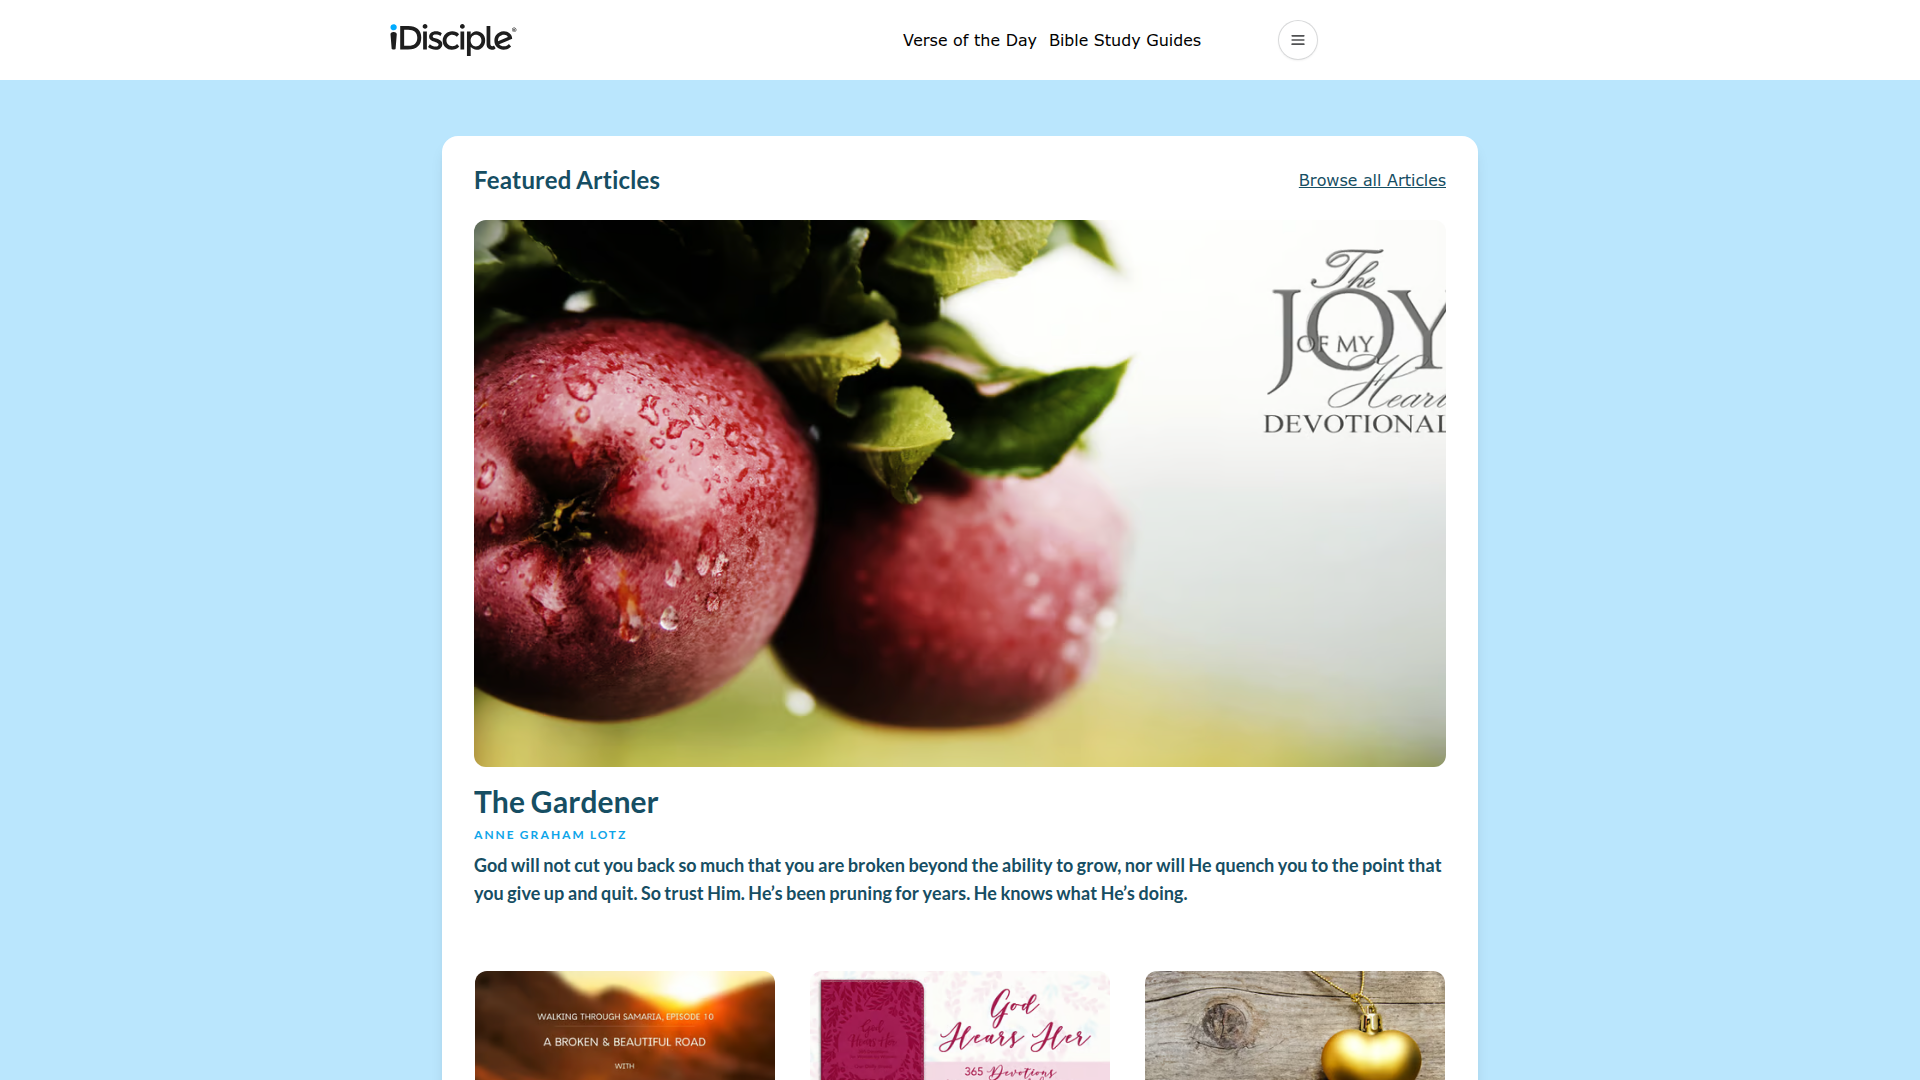 iDisciple®
Verse of the Day
Bible Study Guides
Featured Articles
Browse all Articles
The
JOY
OF MY
Heart
DEVOTIONAL
The Gardener
ANNE GRAHAM LOTZ
God will not cut you back so much that you are broken beyond the ability to grow, nor will He quench you to the point that
you give up and quit. So trust Him. He’s been pruning for years. He knows what He’s doing.
WALKING THROUGH SAMARIA, EPISODE 10
A BROKEN & BEAUTIFUL ROAD
WITH
God
Hears Her
God
Hears Her
365 Devotions